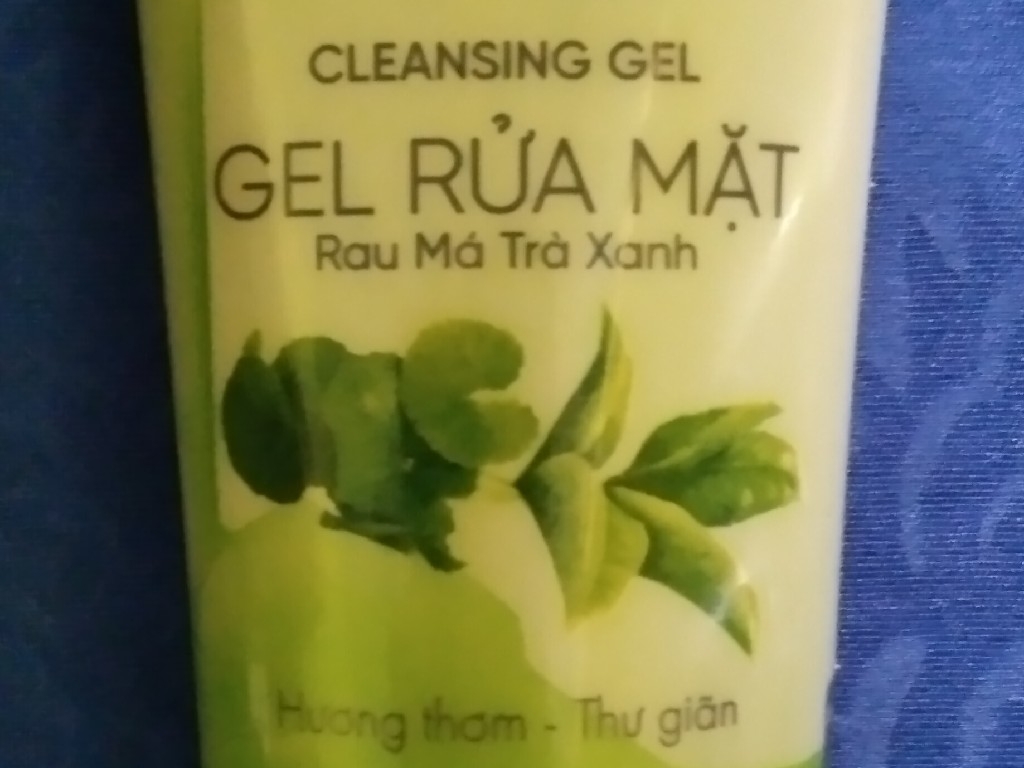 CLEANSING GEL
GEL RỬA MẶT
Rau Má Trà Xanh
Hương thơm - Thư giãn